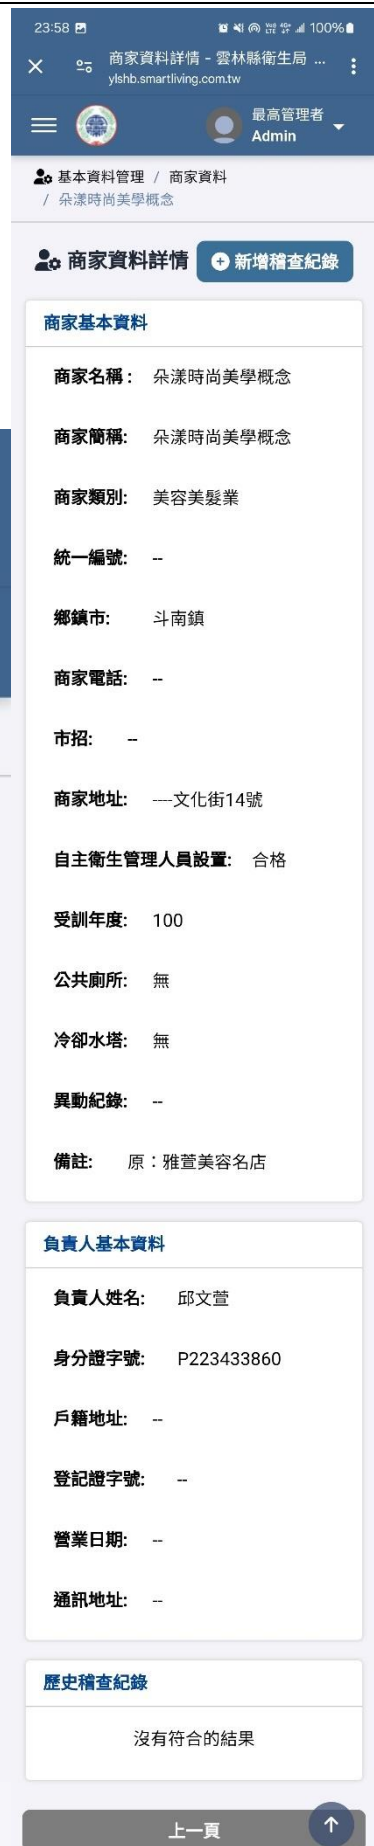 23:58
100%
商家資料詳情 - 雲林縣衛生局 ...
ylshb.smartliving.com.tw
最高管理者
Admin
基本資料管理 / 商家資料
/ 朵漾時尚美學概念
商家資料詳情
新增稽查紀錄
商家基本資料
商家名稱： 朵漾時尚美學概念
商家簡稱: 朵漾時尚美學概念
商家類別: 美容美髮業
統一編號: --
鄉鎮市: 斗南鎮
商家電話: --
市招: --
商家地址: ----文化街14號
自主衛生管理人員設置: 合格
受訓年度: 100
公共廁所: 無
冷卻水塔: 無
異動紀錄: --
備註: 原：雅萱美容名店
負責人基本資料
負責人姓名: 邱文萱
身分證字號: P223433860
戶籍地址: --
登記證字號: --
營業日期: --
通訊地址: --
歷史稽查紀錄
沒有符合的結果
上一頁